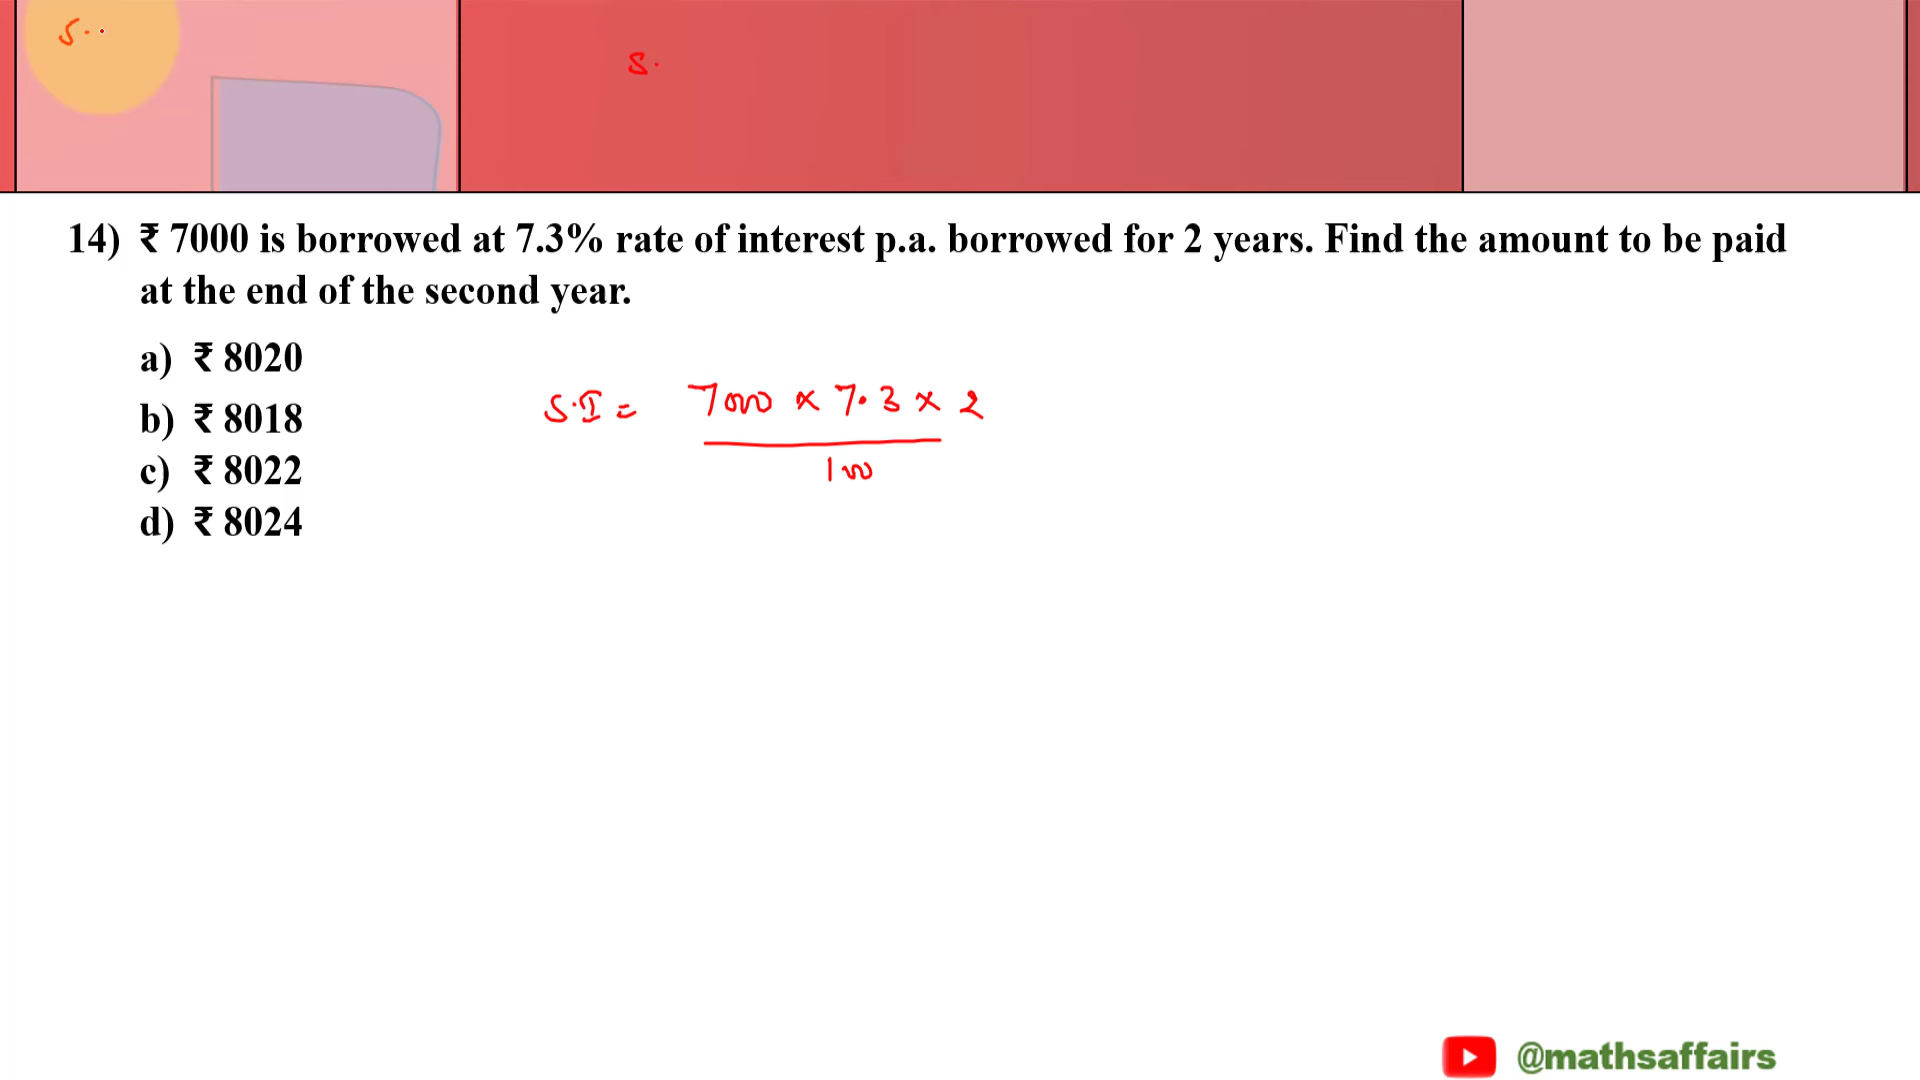 S..
S.
14) ₹ 7000 is borrowed at 7.3% rate of interest p.a. borrowed for 2 years. Find the amount to be paid
at the end of the second year.
a) ₹ 8020
b) ₹ 8018
c) ₹ 8022
d) ₹ 8024
S.I = 7000 × 7.3 × 2
100
@mathsaffairs